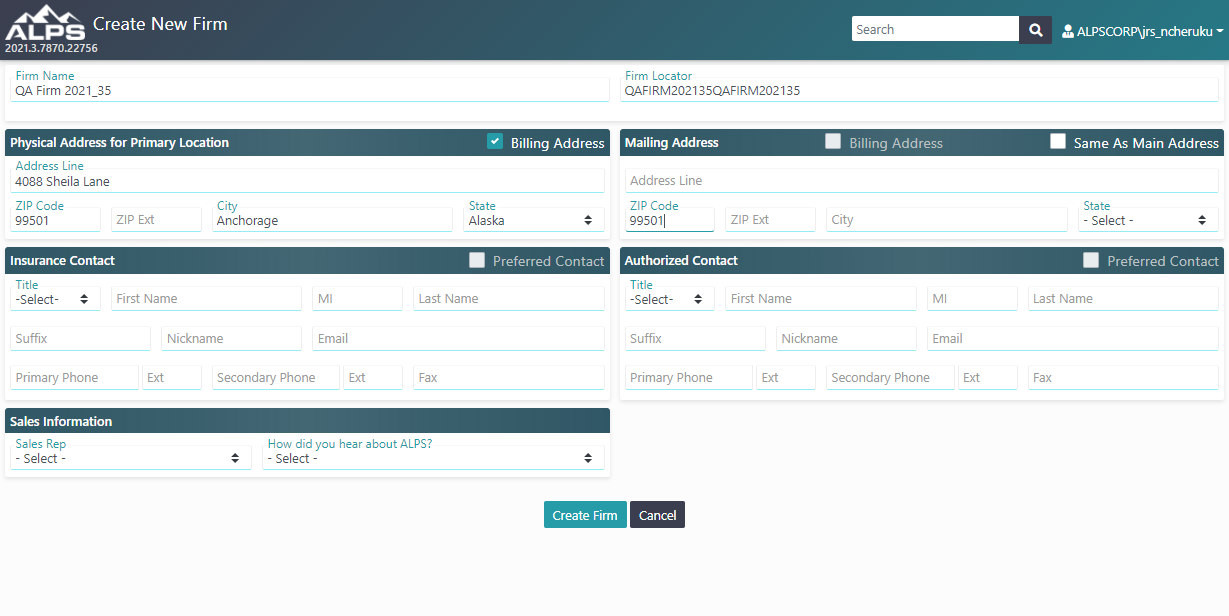 ALPS
Create New Firm
2021.3.7870.22756
Search
ALPSCORP\jrs_ncheruku
Firm Name
QA Firm 2021_35
Firm Locator
QAFIRM202135QAFIRM202135
Physical Address for Primary Location
Billing Address
Address Line
4088 Sheila Lane
ZIP Code
99501
ZIP Ext
City
Anchorage
State
Alaska
Mailing Address
Billing Address
Same As Main Address
Address Line
ZIP Code
99501
ZIP Ext
City
State
- Select -
Insurance Contact
Preferred Contact
Title
-Select-
First Name
MI
Last Name
Suffix
Nickname
Email
Primary Phone
Ext
Secondary Phone
Ext
Fax
Authorized Contact
Preferred Contact
Title
-Select-
First Name
MI
Last Name
Suffix
Nickname
Email
Primary Phone
Ext
Secondary Phone
Ext
Fax
Sales Information
Sales Rep
- Select -
How did you hear about ALPS?
- Select -
Create Firm
Cancel